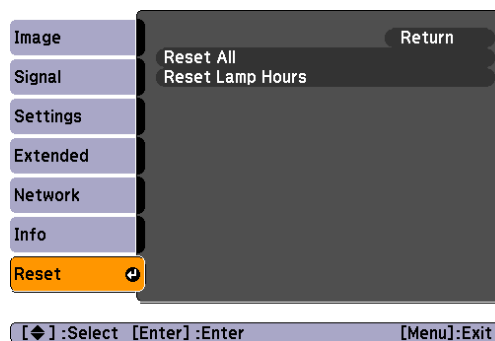 Image
Signal
Settings
Extended
Network
Info
Reset
Return
Reset All
Reset Lamp Hours
[◆] :Select [Enter] :Enter [Menu]:Exit